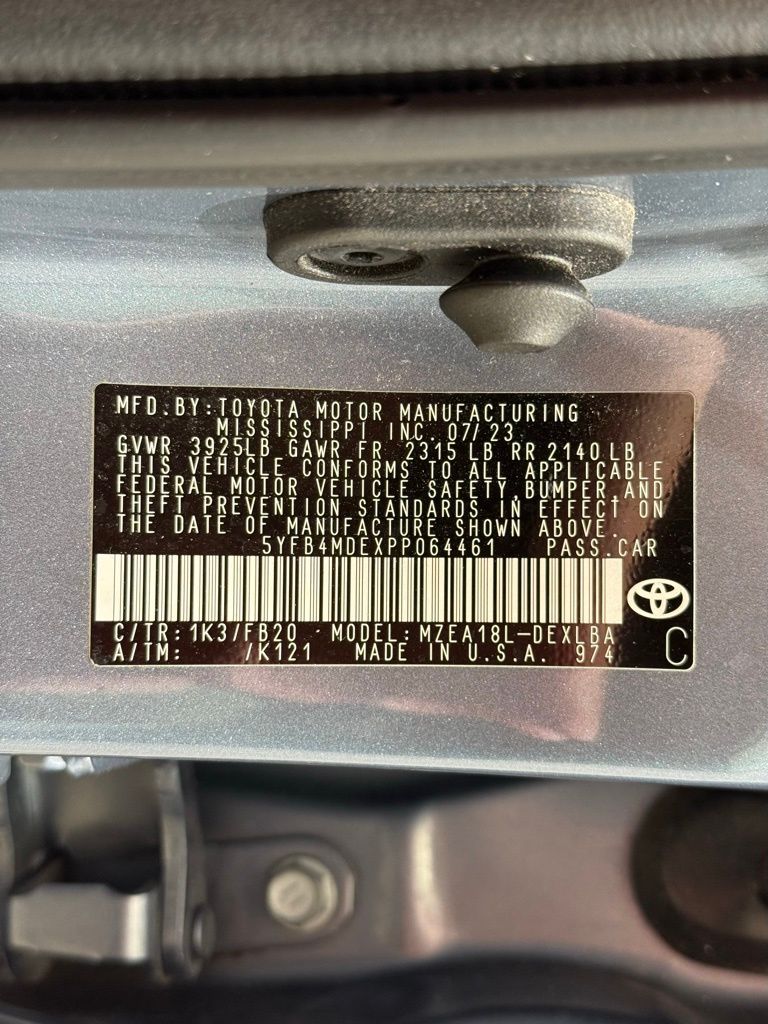 MFD.BY:TOYOTA MOTOR MANUFACTURING
MISSISSIPPI INC. 07/23
GVWR 3925LB GAWR FR 2315LB RR 2140LB
THIS VEHICLE CONFORMS TO ALL APPLICABLE
FEDERAL MOTOR VEHICLE SAFETY,BUMPER,AND
THEFT PREVENTION STANDARDS IN EFFECT ON
THE DATE OF MANUFACTURE SHOWN ABOVE.
5YFB4MDEXPP064461 PASS.CAR
C/TR:1K3/FB20 MODEL:MZEA18L-DEXLBA
A/TM: /K121 MADE IN U.S.A. 974 C